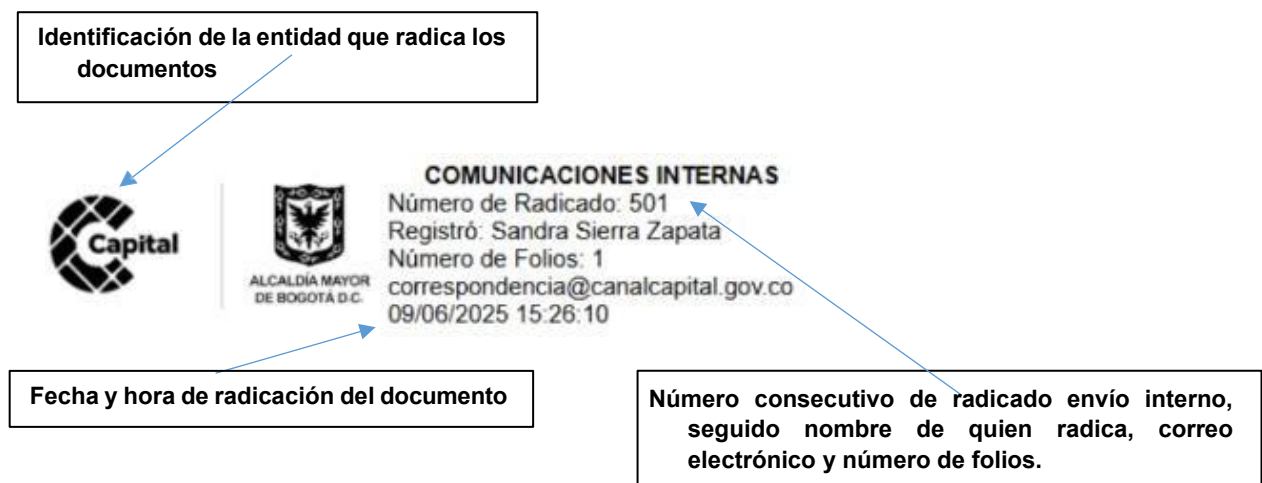 Identificación de la entidad que radica los
documentos
COMUNICACIONES INTERNAS
Número de Radicado: 501
Registró: Sandra Sierra Zapata
Número de Folios: 1
correspondencia@canalcapital.gov.co
09/06/2025 15:26:10
Capital
ALCALDÍA MAYOR
DE BOGOTÁ D.C.
Fecha y hora de radicación del documento
Número consecutivo de radicado envío interno,
seguido nombre de quien radica, correo
electrónico y número de folios.